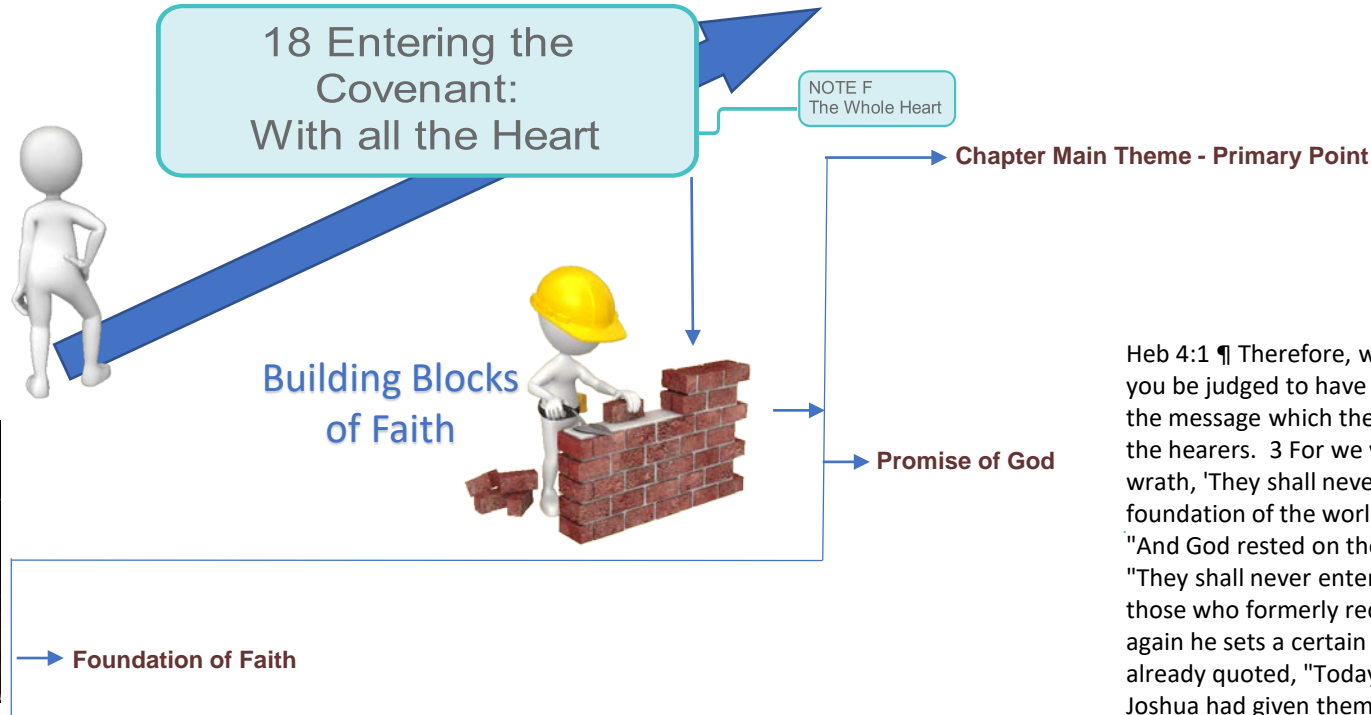 18 Entering the
Covenant:
With all the Heart
NOTE F
The Whole Heart
Chapter Main Theme - Primary Point
Building Blocks
of Faith
Promise of God
Foundation of Faith
Heb 4:1 ¶ Therefore, w
you be judged to have
the message which the
the hearers.  3 For we
wrath, 'They shall neve
foundation of the worl
"And God rested on the
"They shall never enter
those who formerly rec
again he sets a certain
already quoted, "Today
Joshua had given them